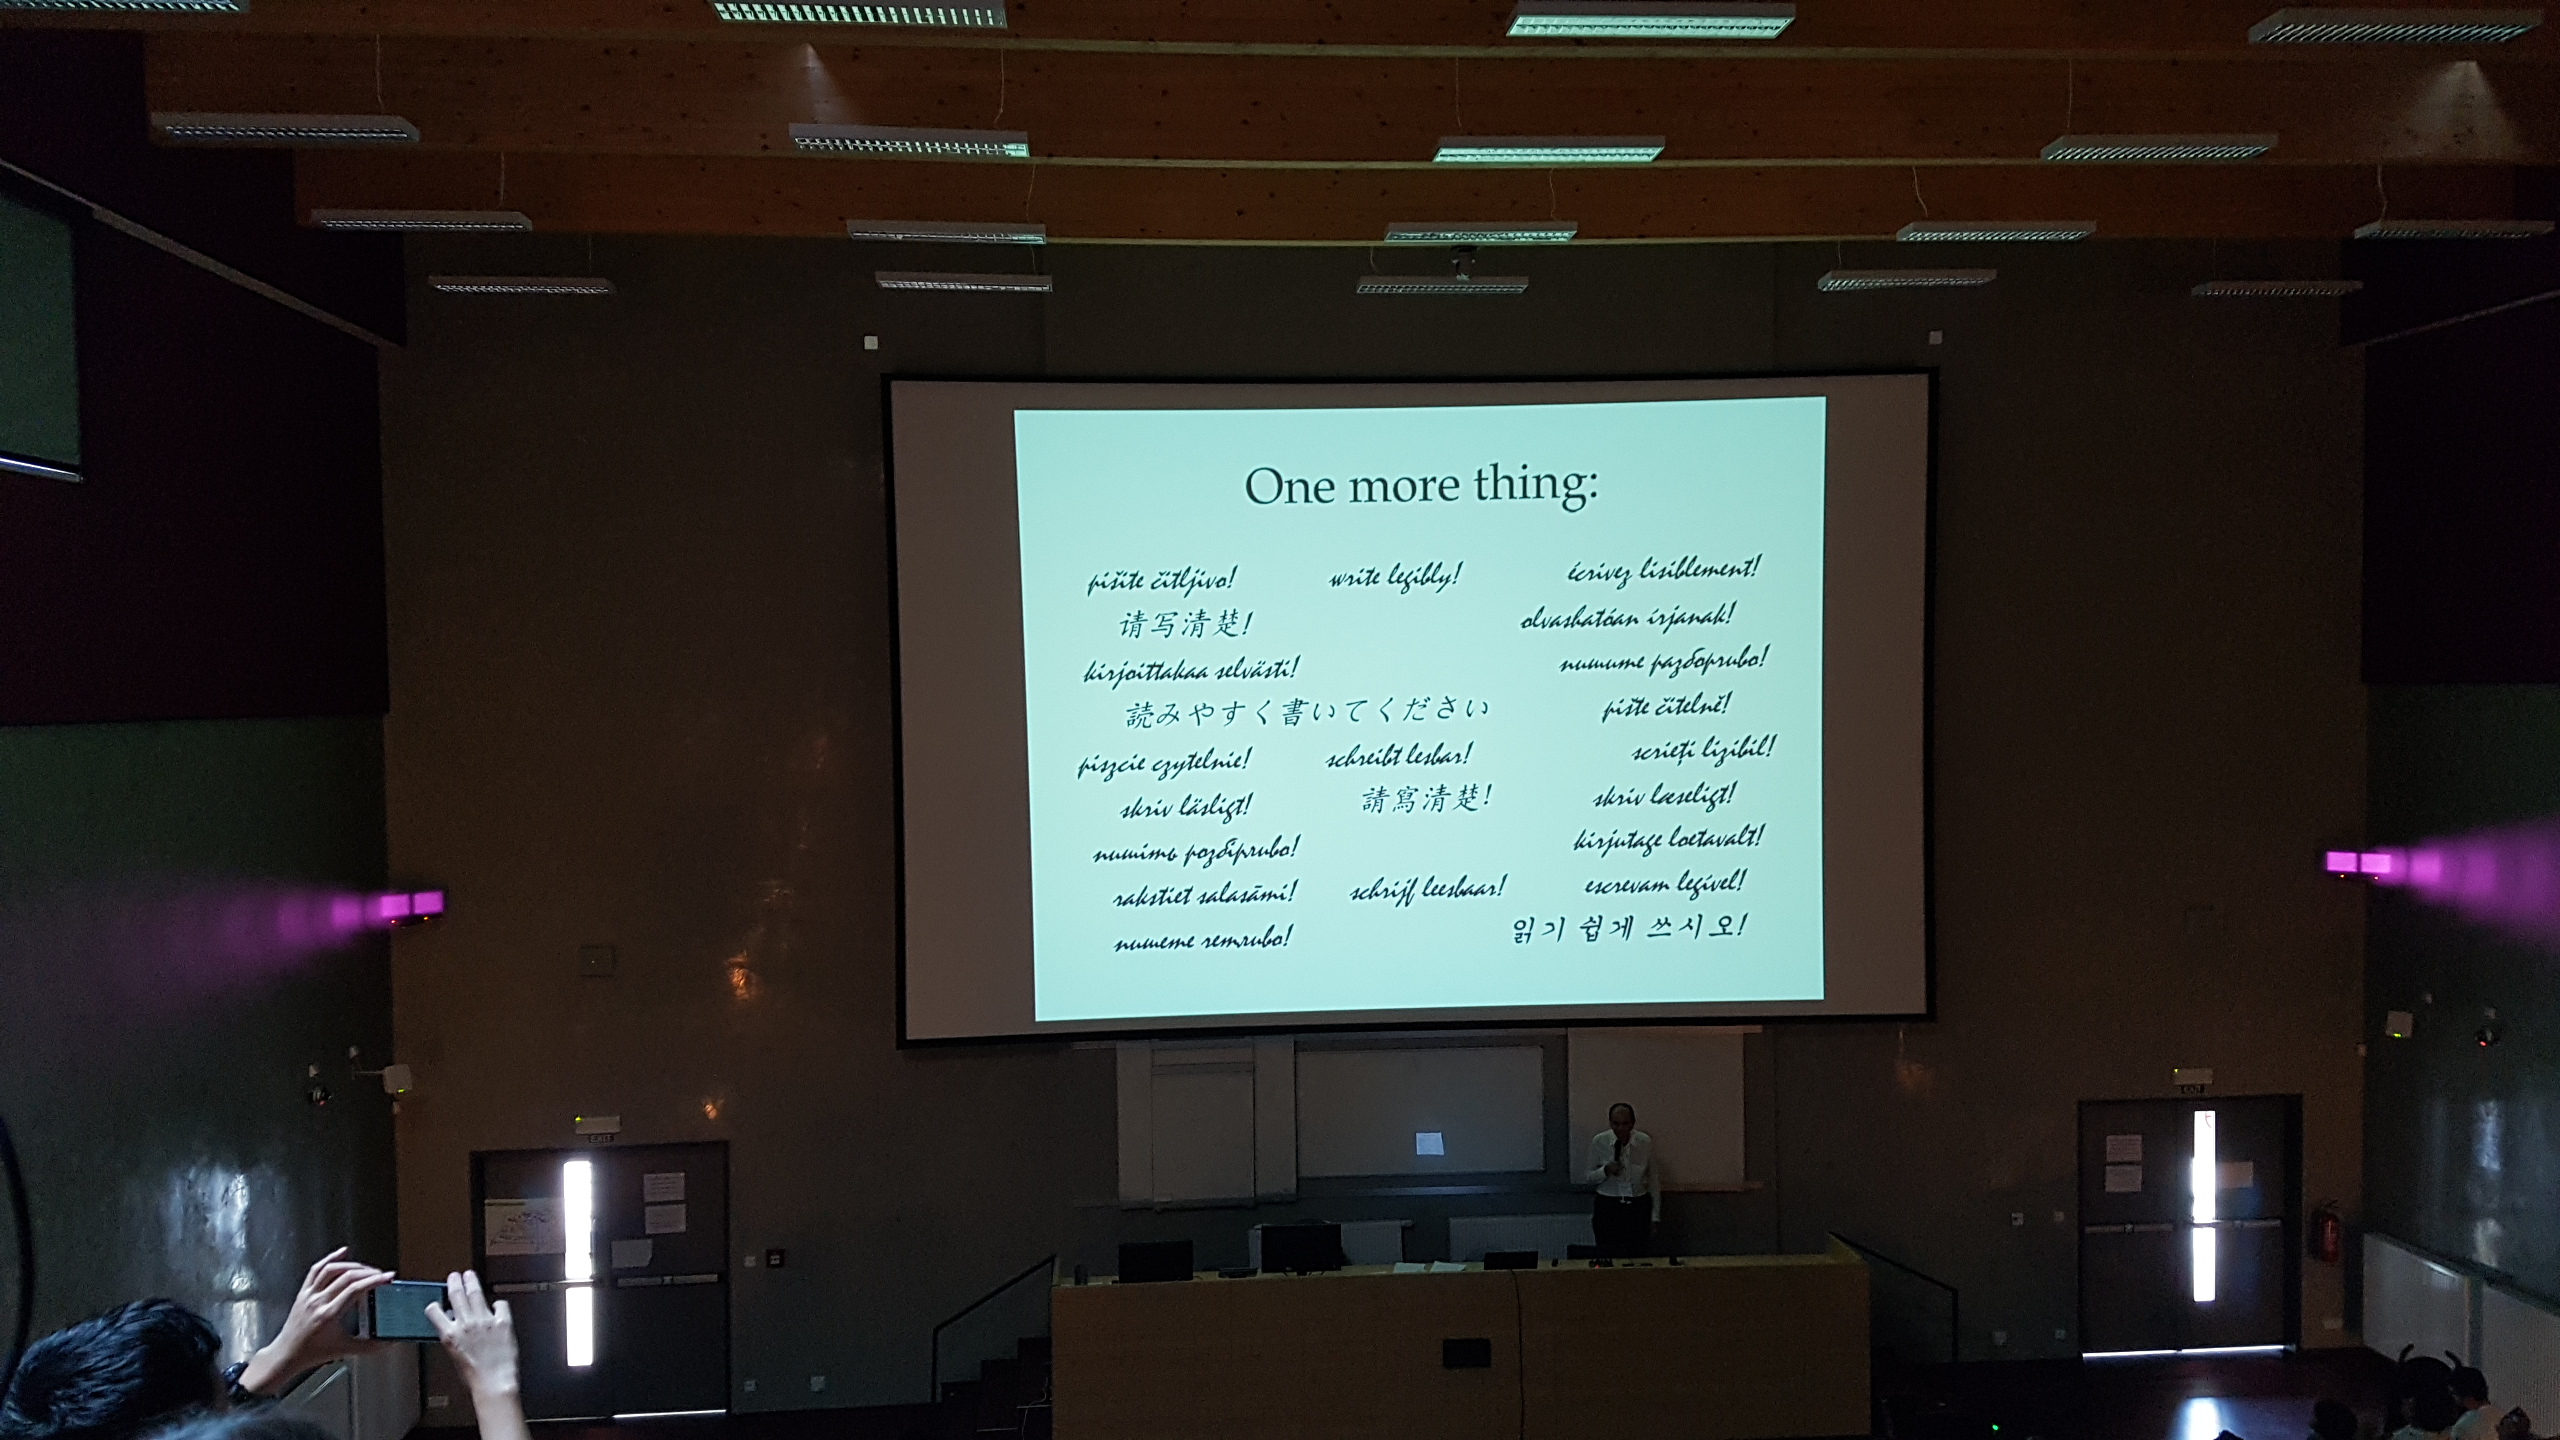 One more thing:
pišite čitljivo! write legibly! écrivez lisiblement!
请写清楚! olvashatóan írjanak!
kirjoittakaa selvästi! пишите разборчиво!
読みやすく書いてください pište čitelně!
piszcie czytelnie! schreibt lesbar! scrieți lizibil!
skriv läsligt! 請寫清楚! skriv læseligt!
пишіть розбірливо! kirjutage loetavalt!
rakstiet salasāmi! schrijf leesbaar! escrevam legível!
пишете четливо! 읽기 쉽게 쓰시오!
EXIT
EXIT